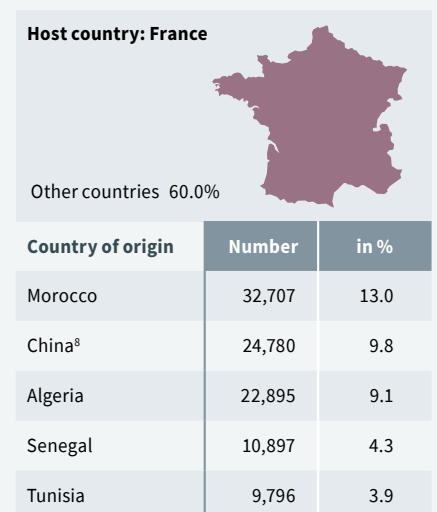 Host country: France
Other countries 60.0%
Country of origin Number in %
Morocco 32,707 13.0
China⁸ 24,780 9.8
Algeria 22,895 9.1
Senegal 10,897 4.3
Tunisia 9,796 3.9